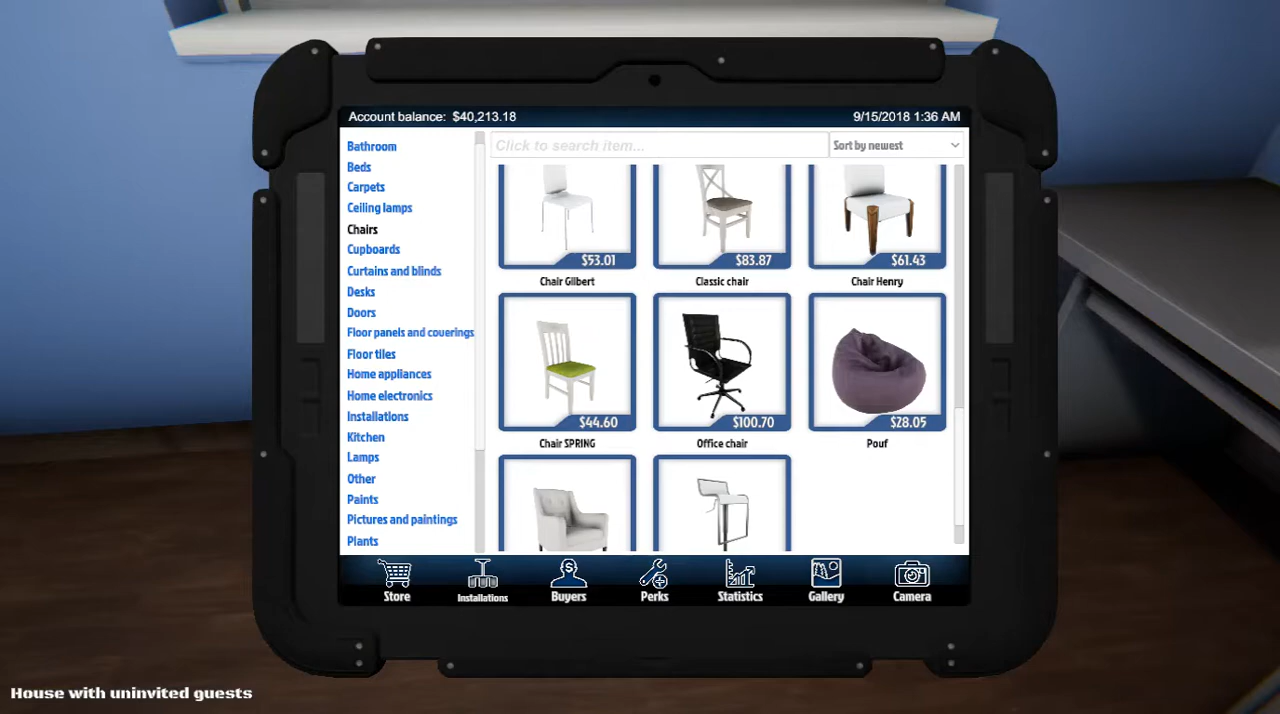 Account balance: $40,213.18
9/15/2018 1:36 AM
Click to search item...
Sort by newest
Bathroom
Beds
Carpets
Ceiling lamps
Chairs
Cupboards
Curtains and blinds
Desks
Doors
Floor panels and coverings
Floor tiles
Home appliances
Home electronics
Installations
Kitchen
Lamps
Other
Paints
Pictures and paintings
Plants
$53.01
$83.87
$61.43
Chair Gilbert
Classic chair
Chair Henry
$44.60
$100.70
$28.05
Chair SPRING
Office chair
Pouf
Store
Installations
Buyers
Perks
Statistics
Gallery
Camera
House with uninvited guests